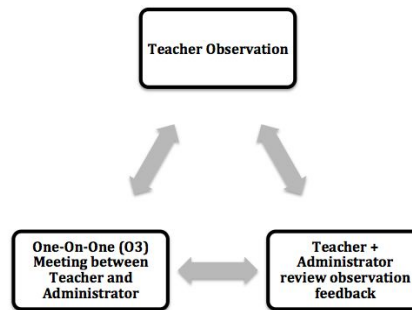 Teacher Observation
One-On-One (O3)
Meeting between
Teacher and
Administrator
Teacher +
Administrator
review observation
feedback